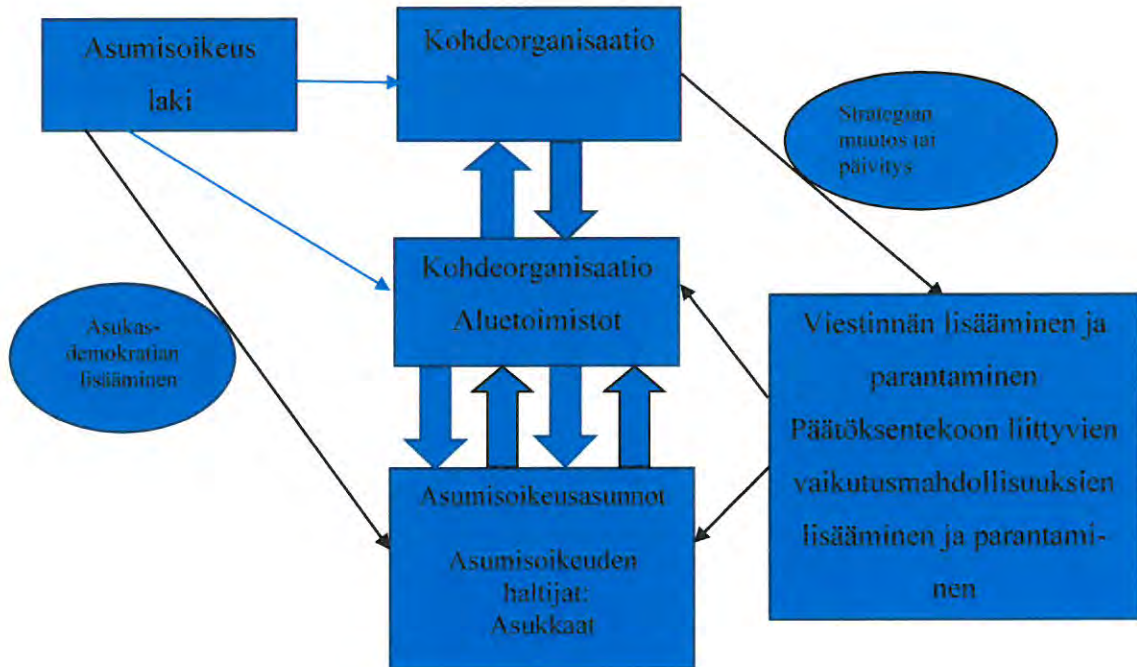 Asumisoikeus
laki
Kohdeorganisaatio
Strategian
muutos tai
päivitys
Kohdeorganisaatio
Aluetoimistot
Asukas-
demokratian
lisääminen
Viestinnän lisääminen ja
parantaminen
Päätöksentekoon liittyvien
vaikutusmahdollisuuksien
lisääminen ja parantami-
nen
Asumisoikeusasunnot
Asumisoikeuden
haltijat:
Asukkaat